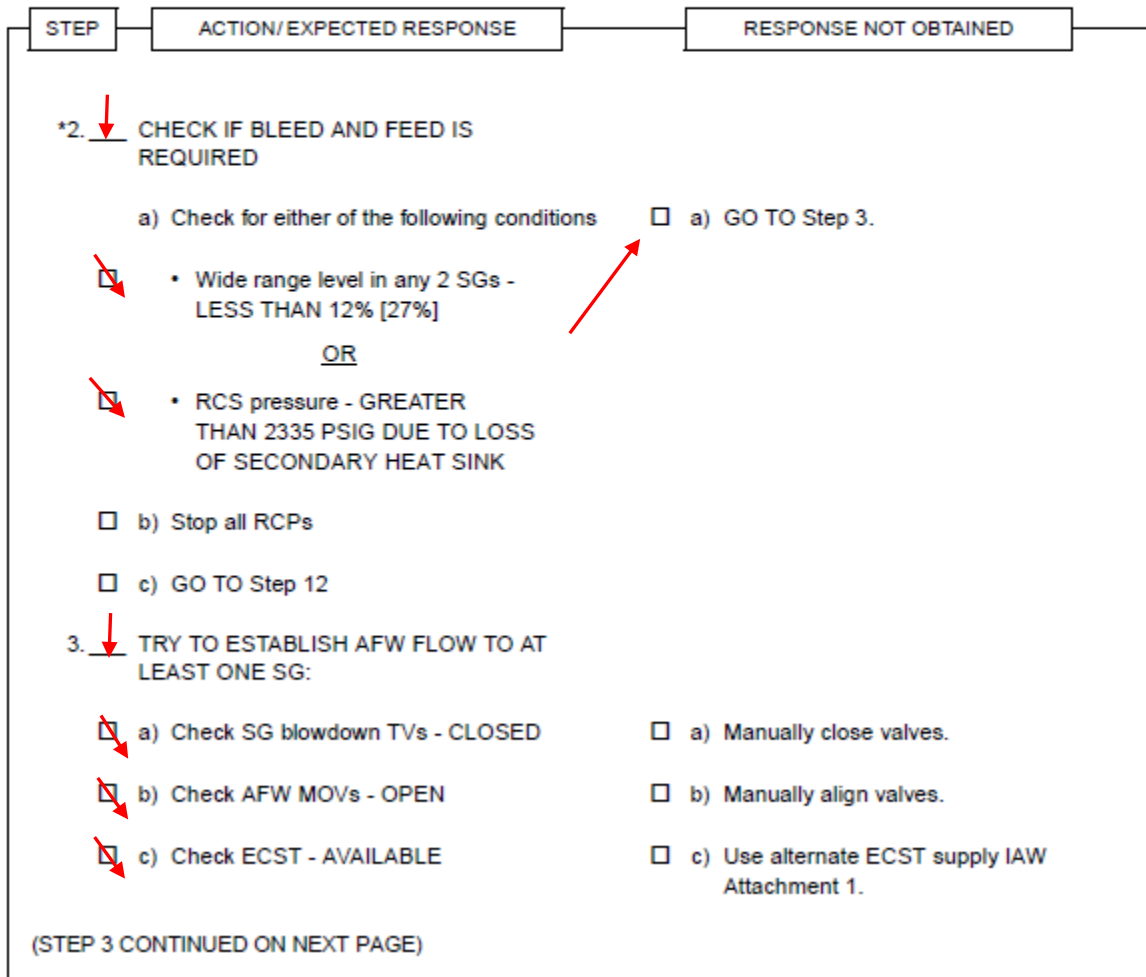 STEP ACTION/ EXPECTED RESPONSE RESPONSE NOT OBTAINED
*2. ___ CHECK IF BLEED AND FEED IS
REQUIRED
a) Check for either of the following conditions ☐ a) GO TO Step 3.
☐ • Wide range level in any 2 SGs -
LESS THAN 12% [27%]
OR
☐ • RCS pressure - GREATER
THAN 2335 PSIG DUE TO LOSS
OF SECONDARY HEAT SINK
☐ b) Stop all RCPs
☐ c) GO TO Step 12
3. ___ TRY TO ESTABLISH AFW FLOW TO AT
LEAST ONE SG:
☐ a) Check SG blowdown TVs - CLOSED ☐ a) Manually close valves.
☐ b) Check AFW MOVs - OPEN ☐ b) Manually align valves.
☐ c) Check ECST - AVAILABLE ☐ c) Use alternate ECST supply IAW
Attachment 1.
(STEP 3 CONTINUED ON NEXT PAGE)